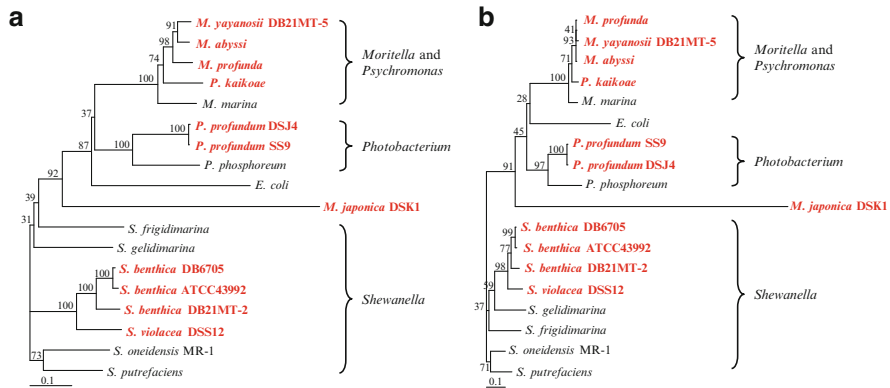 a
91
M. yayanosii DB21MT-5
98
M. abyssi
74
M. profunda
100
P. kaikoae
M. marina
Moritella and
Psychromonas
37
100
P. profundum DSJ4
100
P. profundum SS9
P. phosphoreum
Photobacterium
87
E. coli
92
M. japonica DSK1
39
S. frigidimarina
31
S. gelidimarina
100
S. benthica DB6705
100
S. benthica ATCC43992
100
S. benthica DB21MT-2
S. violacea DSS12
Shewanella
73
S. oneidensis MR-1
S. putrefaciens
0.1
b
41
M. profunda
93
M. yayanosii DB21MT-5
71
M. abyssi
100
P. kaikoae
M. marina
Moritella and
Psychromonas
28
E. coli
45
100
P. profundum SS9
97
P. profundum DSJ4
P. phosphoreum
Photobacterium
91
M. japonica DSK1
99
S. benthica DB6705
77
S. benthica ATCC43992
98
S. benthica DB21MT-2
59
S. violacea DSS12
37
S. gelidimarina
S. frigidimarina
Shewanella
71
S. oneidensis MR-1
S. putrefaciens
0.1